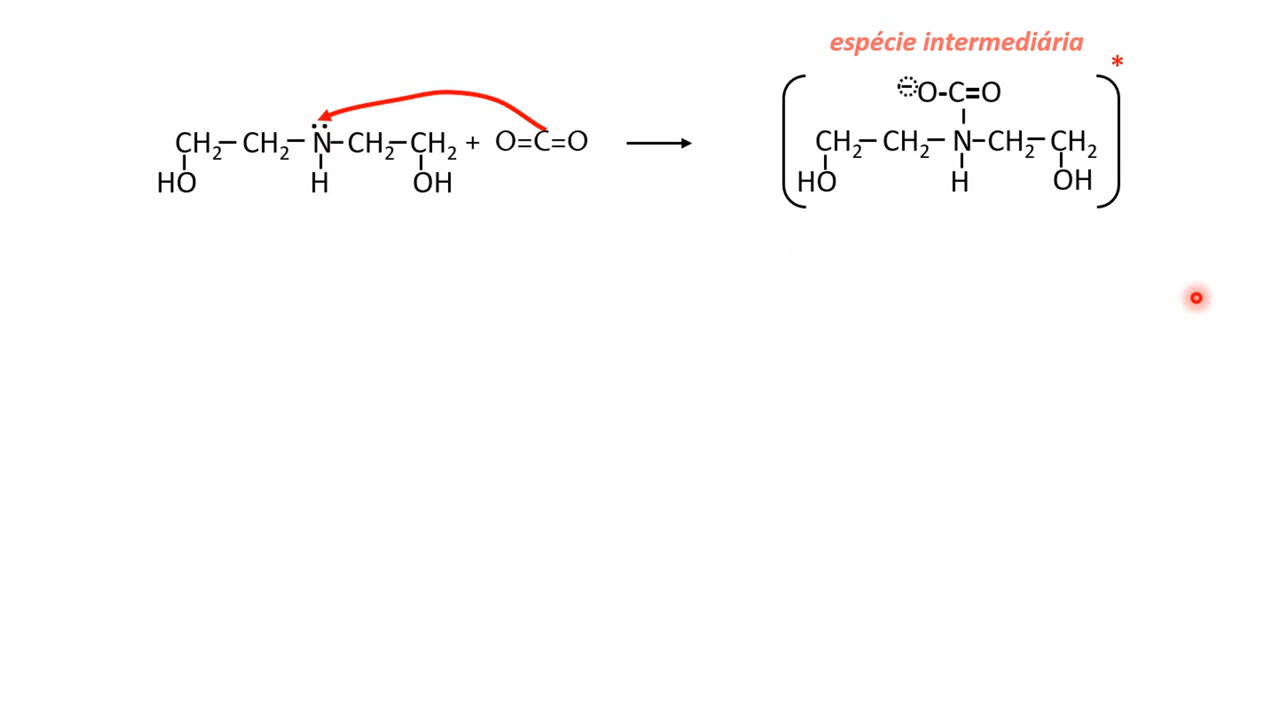 espécie intermediária
*
⊖O-C=O
CH₂–CH₂–N̈–CH₂–CH₂ + O=C=O ⟶ CH₂–CH₂–N–CH₂–CH₂
HO H OH HO H OH